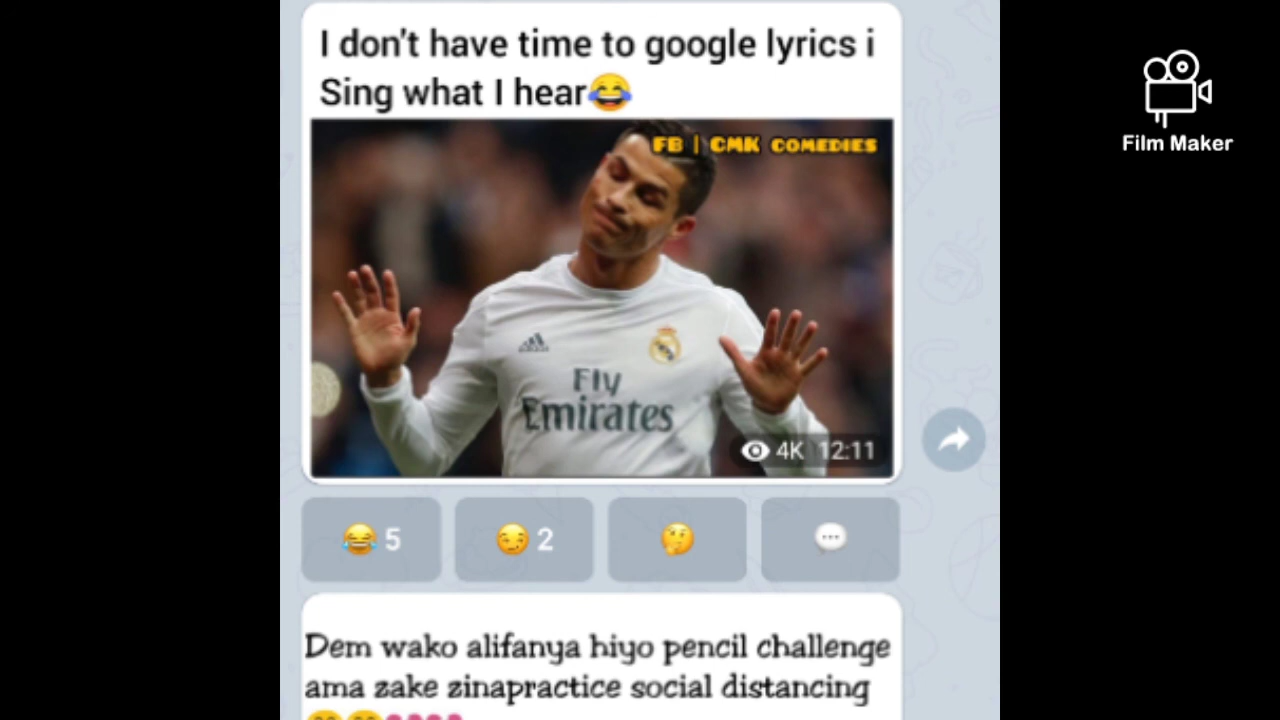 I don't have time to google lyrics i
Sing what I hear😂
FB | CMK COMEDIES
Fly
Emirates
4K 12:11
5
2
Dem wako alifanya hiyo pencil challenge
ama zake zinapractice social distancing
Film Maker